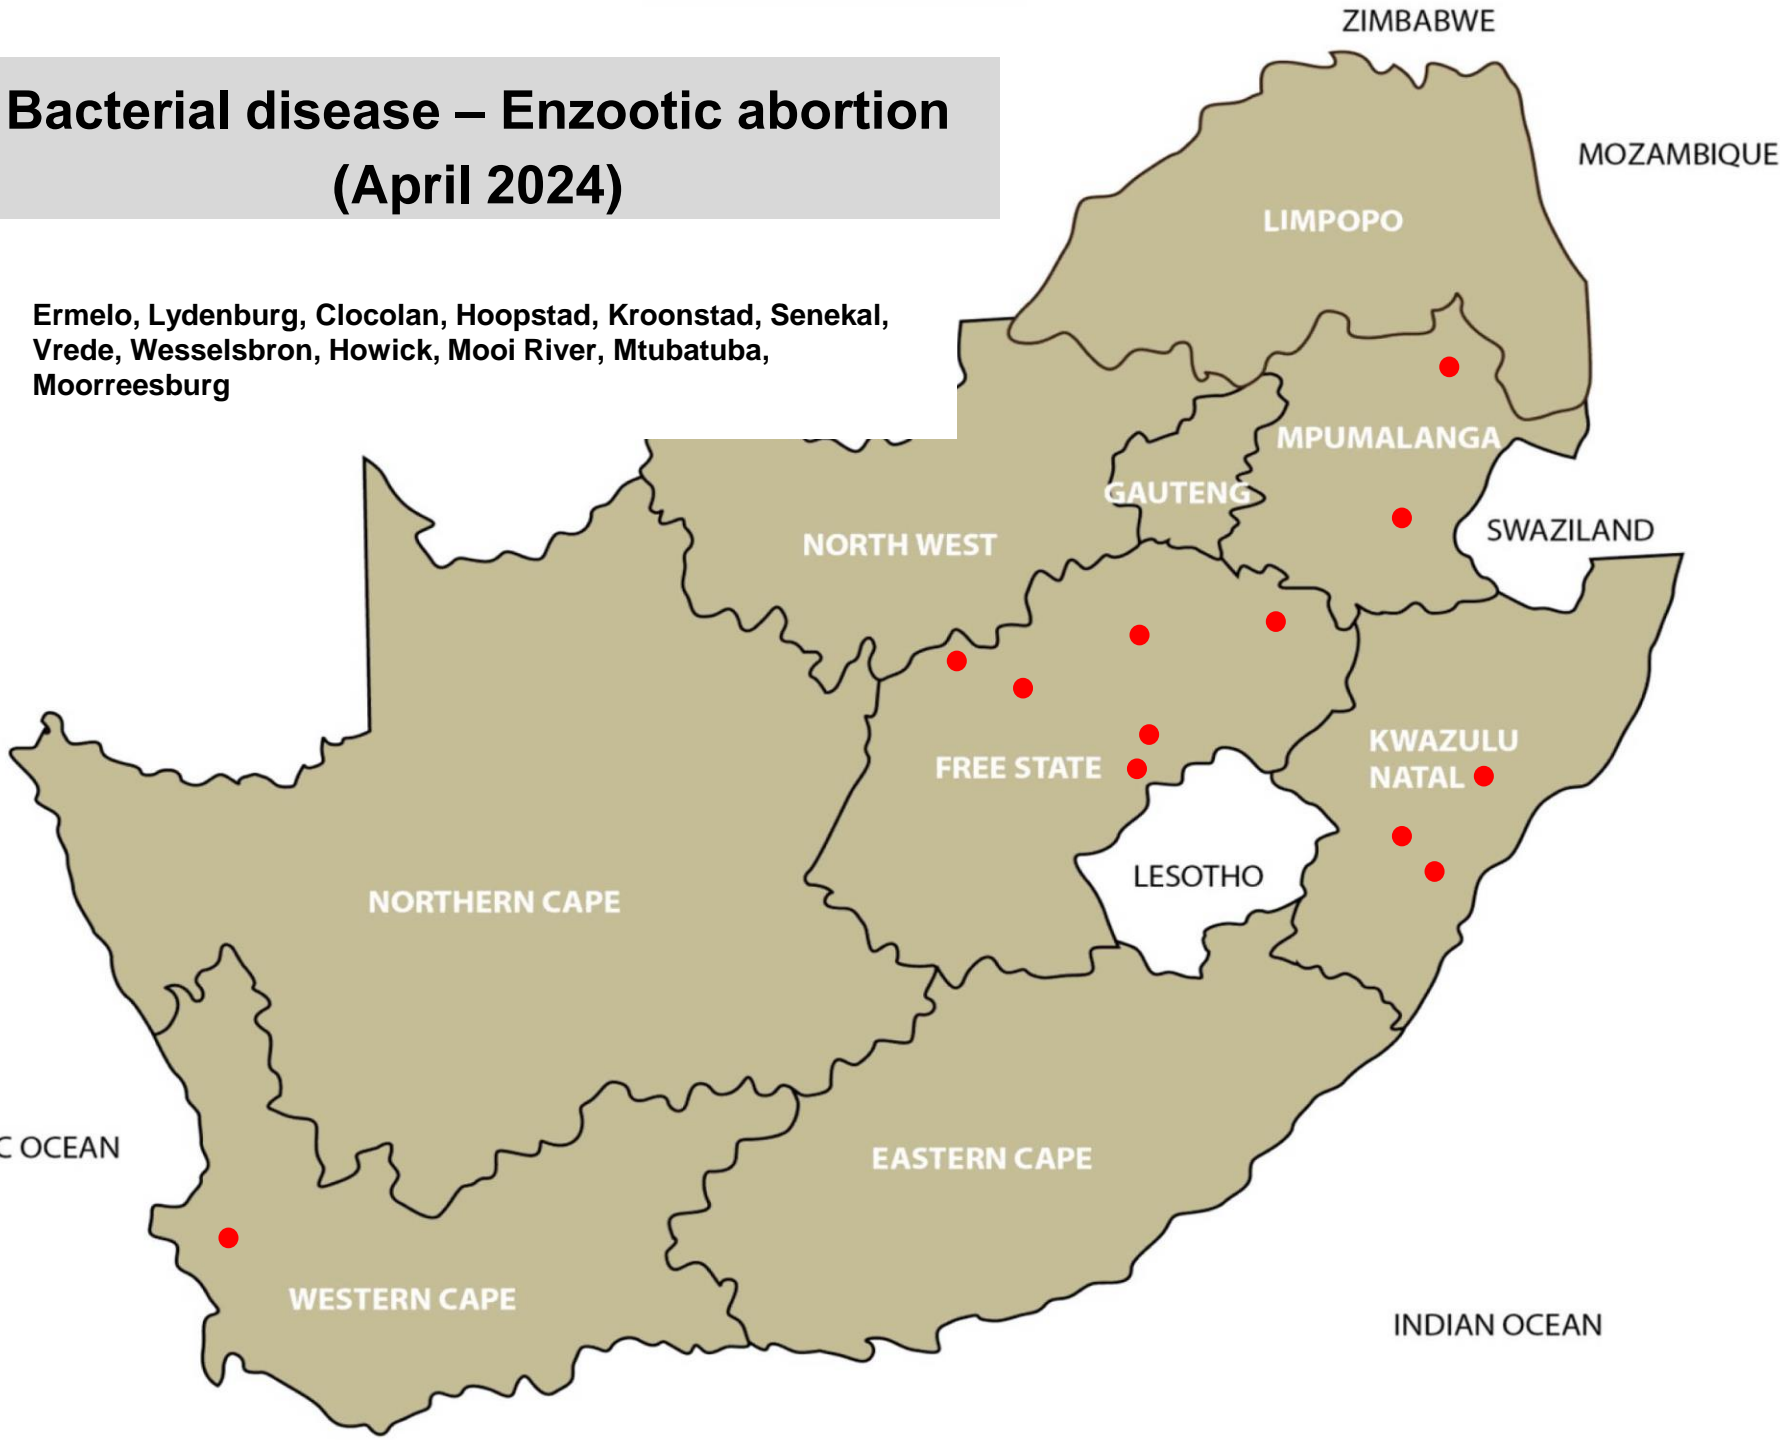 ZIMBABWE
Bacterial disease – Enzootic abortion
(April 2024)
MOZAMBIQUE
LIMPOPO
Ermelo, Lydenburg, Clocolan, Hoopstad, Kroonstad, Senekal,
Vrede, Wesselsbron, Howick, Mooi River, Mtubatuba,
Moorreesburg
MPUMALANGA
GAUTENG
SWAZILAND
NORTH WEST
KWAZULU
NATAL
FREE STATE
LESOTHO
NORTHERN CAPE
C OCEAN
EASTERN CAPE
WESTERN CAPE
INDIAN OCEAN